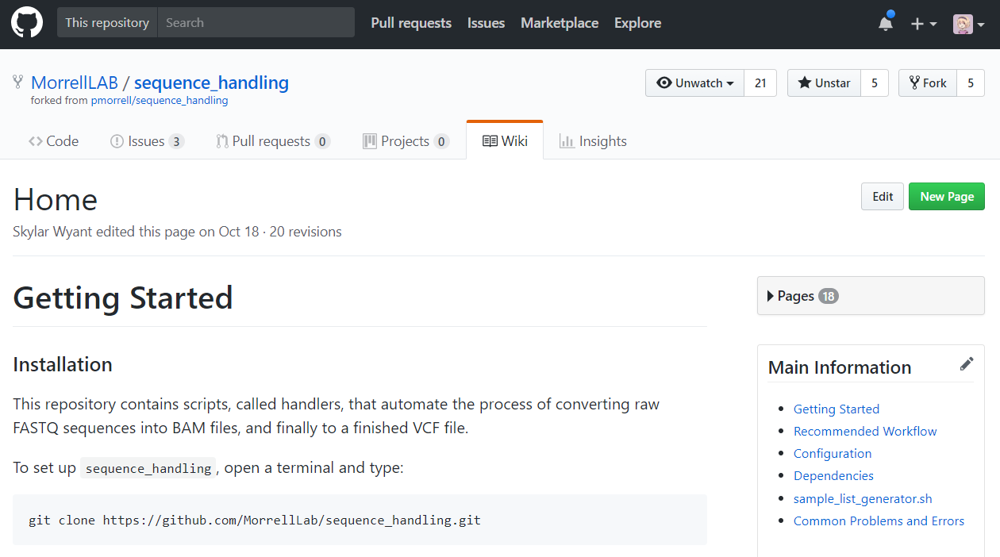 This repository Search Pull requests Issues Marketplace Explore
MorrellLAB / sequence_handling Unwatch 21 Unstar 5 Fork 5
forked from pmorrell/sequence_handling
Code Issues 3 Pull requests 0 Projects 0 Wiki Insights
Home Edit New Page
Skylar Wyant edited this page on Oct 18 · 20 revisions
Getting Started
Installation
This repository contains scripts, called handlers, that automate the process of converting raw
FASTQ sequences into BAM files, and finally to a finished VCF file.
To set up sequence_handling, open a terminal and type:
git clone https://github.com/MorrellLab/sequence_handling.git
Pages 18
Main Information
Getting Started
Recommended Workflow
Configuration
Dependencies
sample_list_generator.sh
Common Problems and Errors